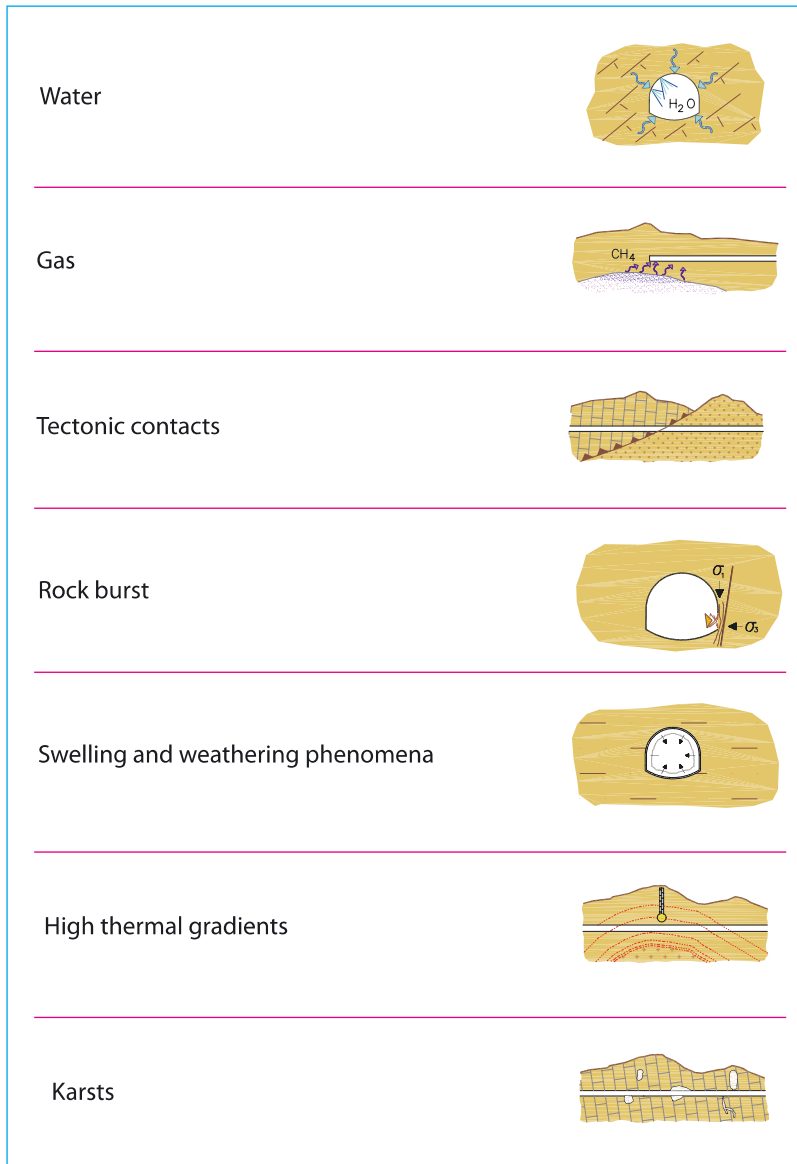 Water
H₂O
Gas
CH₄
Tectonic contacts
Rock burst
σ₁
σ₃
Swelling and weathering phenomena
High thermal gradients
Karsts